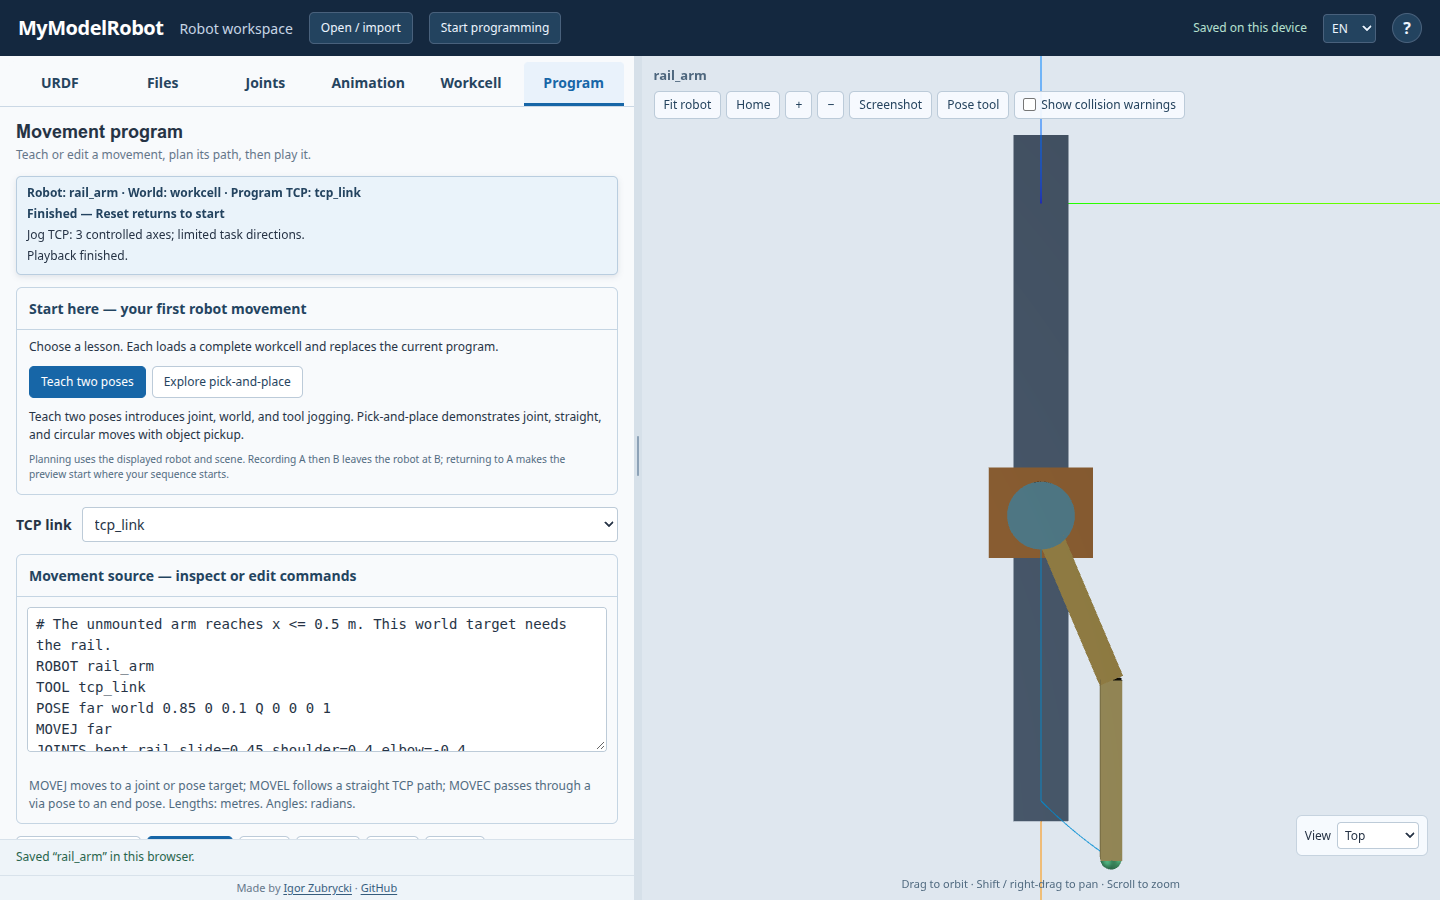 MyModelRobot
Robot workspace
Open / import
Start programming
Saved on this device
EN
?
URDF
Files
Joints
Animation
Workcell
Program
Movement program
Teach or edit a movement, plan its path, then play it.
Robot: rail_arm · World: workcell · Program TCP: tcp_link
Finished — Reset returns to start
Jog TCP: 3 controlled axes; limited task directions.
Playback finished.
Start here — your first robot movement
Choose a lesson. Each loads a complete workcell and replaces the current program.
Teach two poses
Explore pick-and-place
Teach two poses introduces joint, world, and tool jogging. Pick-and-place demonstrates joint, straight,
and circular moves with object pickup.
Planning uses the displayed robot and scene. Recording A then B leaves the robot at B; returning to A makes the
preview start where your sequence starts.
TCP link
tcp_link
Movement source — inspect or edit commands
# The unmounted arm reaches x <= 0.5 m. This world target needs
the rail.
ROBOT rail_arm
TOOL tcp_link
POSE far world 0.85 0 0.1 Q 0 0 0 1
MOVEJ far
JOINTS bent rail_slide=0.45 shoulder=0.4 elbow=-0.4
MOVEJ moves to a joint or pose target; MOVEL follows a straight TCP path; MOVEC passes through a
via pose to an end pose. Lengths: metres. Angles: radians.
Saved “rail_arm” in this browser.
Made by Igor Zubrycki · GitHub
rail_arm
Fit robot
Home
+
−
Screenshot
Pose tool
Show collision warnings
View
Top
Drag to orbit · Shift / right-drag to pan · Scroll to zoom